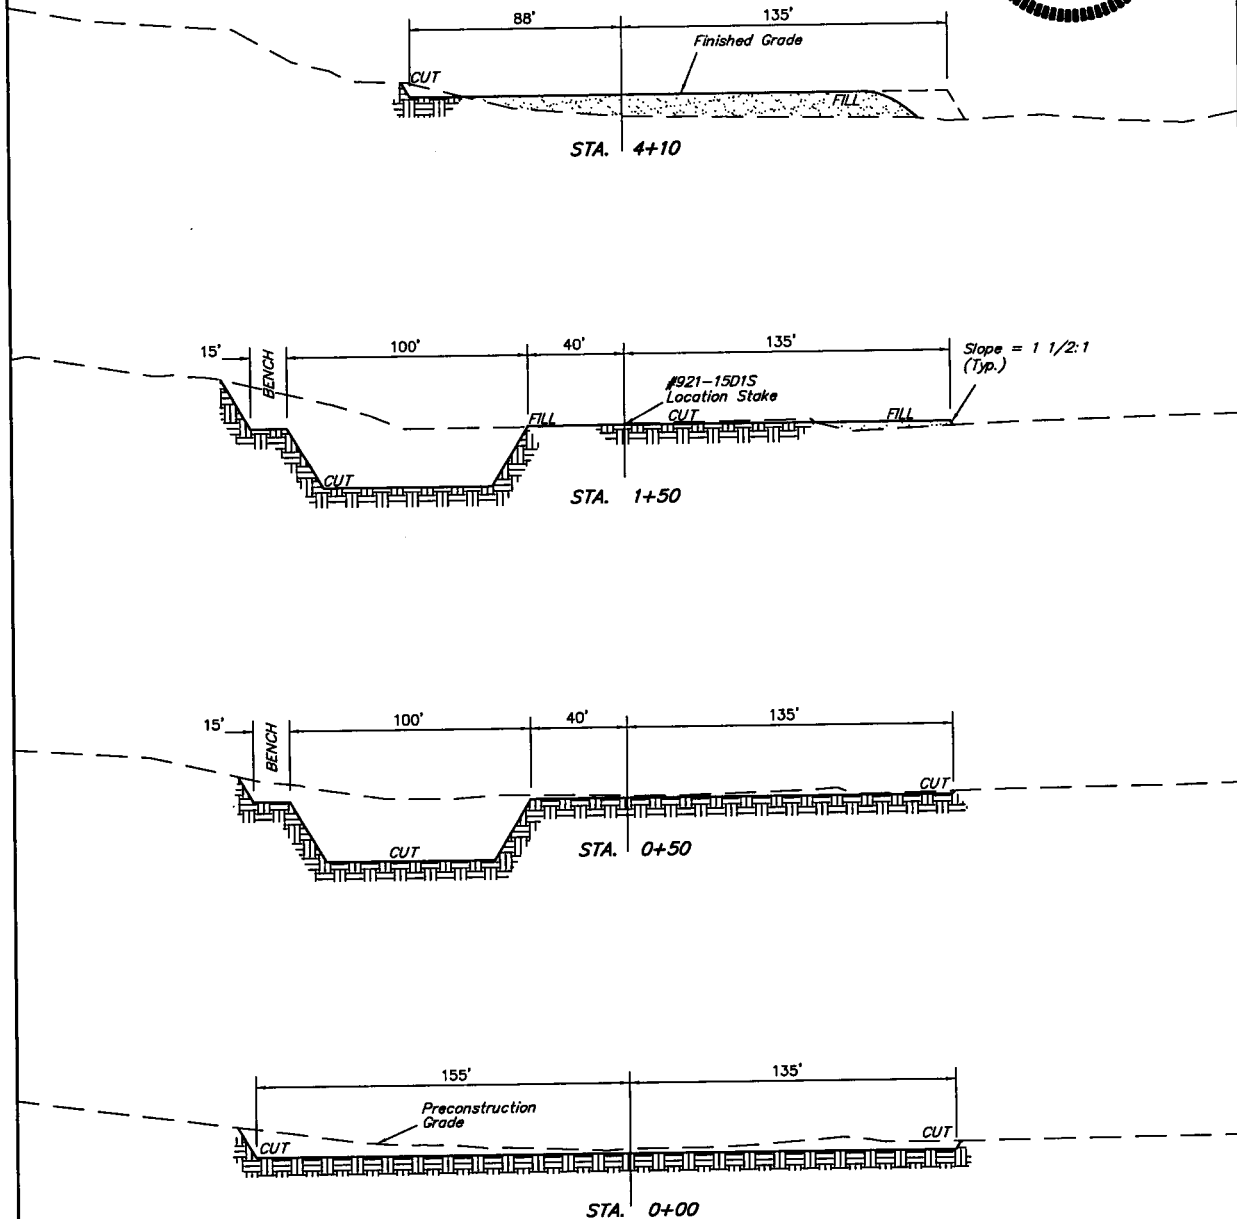 88' 135'
Finished Grade
CUT
FILL
STA. 4+10
15' BENCH 100' 40' 135'
Slope = 1 1/2:1
(Typ.)
#921-15D1S
Location Stake
FILL CUT FILL
CUT
STA. 1+50
15' BENCH 100' 40' 135'
CUT
CUT
STA. 0+50
155' 135'
Preconstruction
Grade
CUT CUT
STA. 0+00